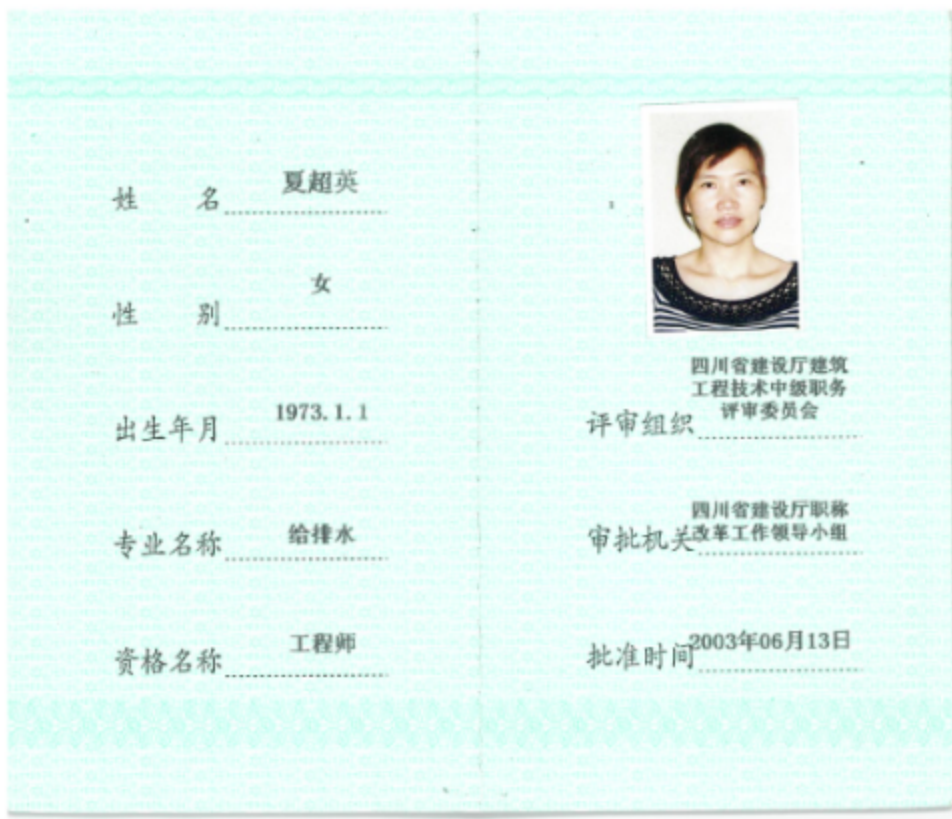 姓名 夏超英
性别 女
出生年月 1973.1.1
专业名称 给排水
资格名称 工程师
四川省建设厅建筑
工程技术中级职务
评审组织 评审委员会
四川省建设厅职称
审批机关 改革工作领导小组
批准时间 2003年06月13日